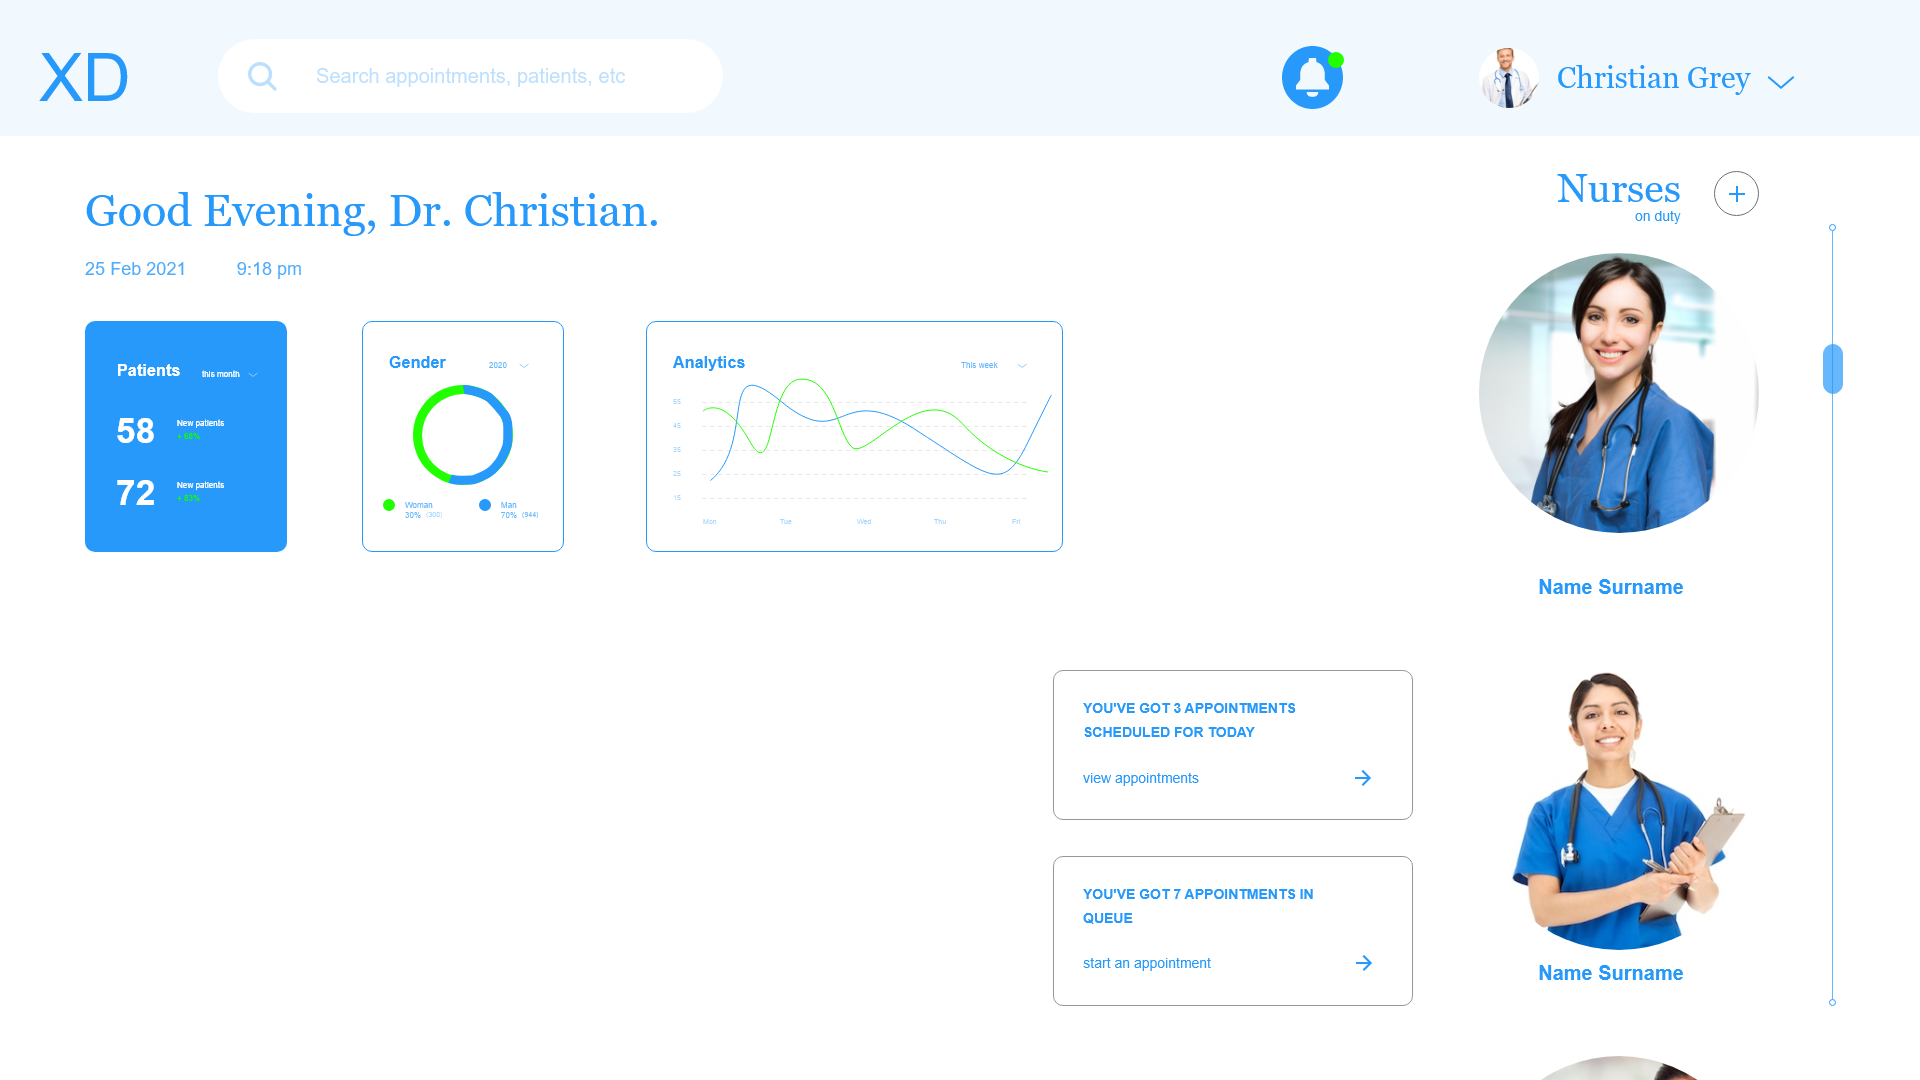 XD
Search appointments, patients, etc
Christian Grey
Good Evening, Dr. Christian.
25 Feb 2021 9:18 pm
Nurses
on duty
Patients this month
58 New patients
72 New patients
Gender 2020
Woman
30% (300)
Man
70% (944)
Analytics This week
55
45
35
25
15
Mon Tue Wed Thu Fri
Name Surname
YOU'VE GOT 3 APPOINTMENTS
SCHEDULED FOR TODAY
view appointments
YOU'VE GOT 7 APPOINTMENTS IN
QUEUE
start an appointment
Name Surname